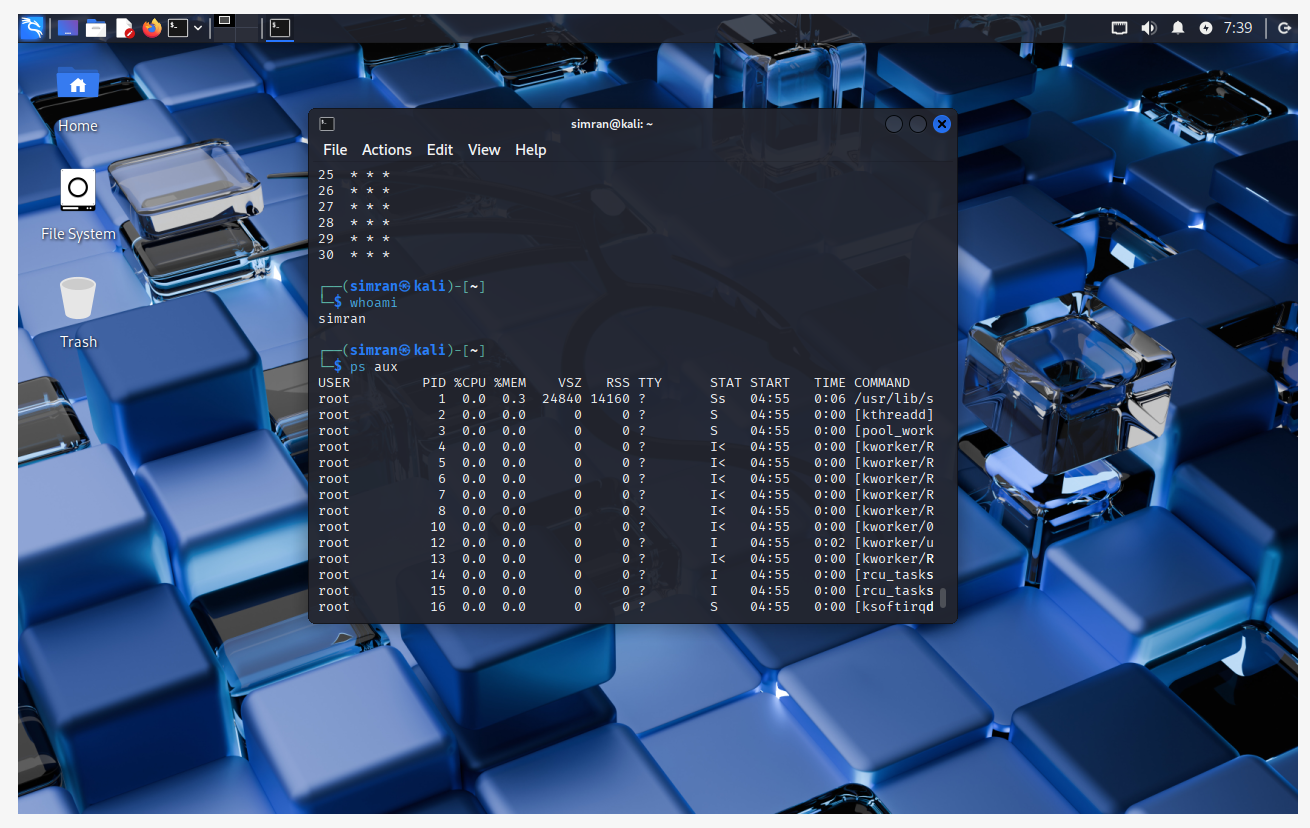 7:39
Home
File System
Trash
simran@kali: ~
File Actions Edit View Help
25 * * *
26 * * *
27 * * *
28 * * *
29 * * *
30 * * *
┌──(simran㉿kali)-[~]
└─$ whoami
simran
┌──(simran㉿kali)-[~]
└─$ ps aux
USER PID %CPU %MEM VSZ RSS TTY STAT START TIME COMMAND
root 1 0.0 0.3 24840 14160 ? Ss 04:55 0:06 /usr/lib/s
root 2 0.0 0.0 0 0 ? S 04:55 0:00 [kthreadd]
root 3 0.0 0.0 0 0 ? S 04:55 0:00 [pool_work
root 4 0.0 0.0 0 0 ? I< 04:55 0:00 [kworker/R
root 5 0.0 0.0 0 0 ? I< 04:55 0:00 [kworker/R
root 6 0.0 0.0 0 0 ? I< 04:55 0:00 [kworker/R
root 7 0.0 0.0 0 0 ? I< 04:55 0:00 [kworker/R
root 8 0.0 0.0 0 0 ? I< 04:55 0:00 [kworker/R
root 10 0.0 0.0 0 0 ? I< 04:55 0:00 [kworker/0
root 12 0.0 0.0 0 0 ? I 04:55 0:02 [kworker/u
root 13 0.0 0.0 0 0 ? I< 04:55 0:00 [kworker/R
root 14 0.0 0.0 0 0 ? I 04:55 0:00 [rcu_tasks
root 15 0.0 0.0 0 0 ? I 04:55 0:00 [rcu_tasks
root 16 0.0 0.0 0 0 ? S 04:55 0:00 [ksoftirqd